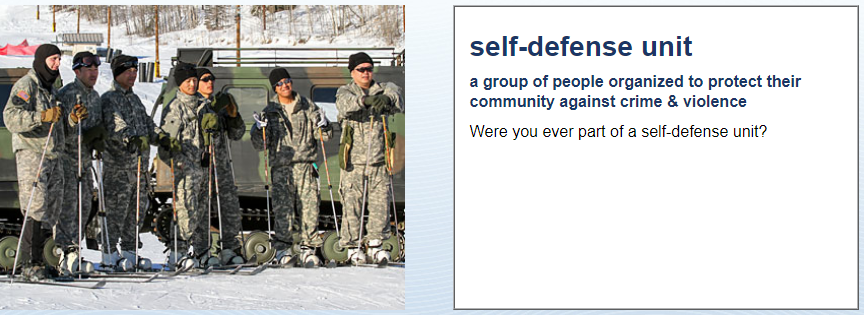 self-defense unit
a group of people organized to protect their
community against crime & violence
Were you ever part of a self-defense unit?